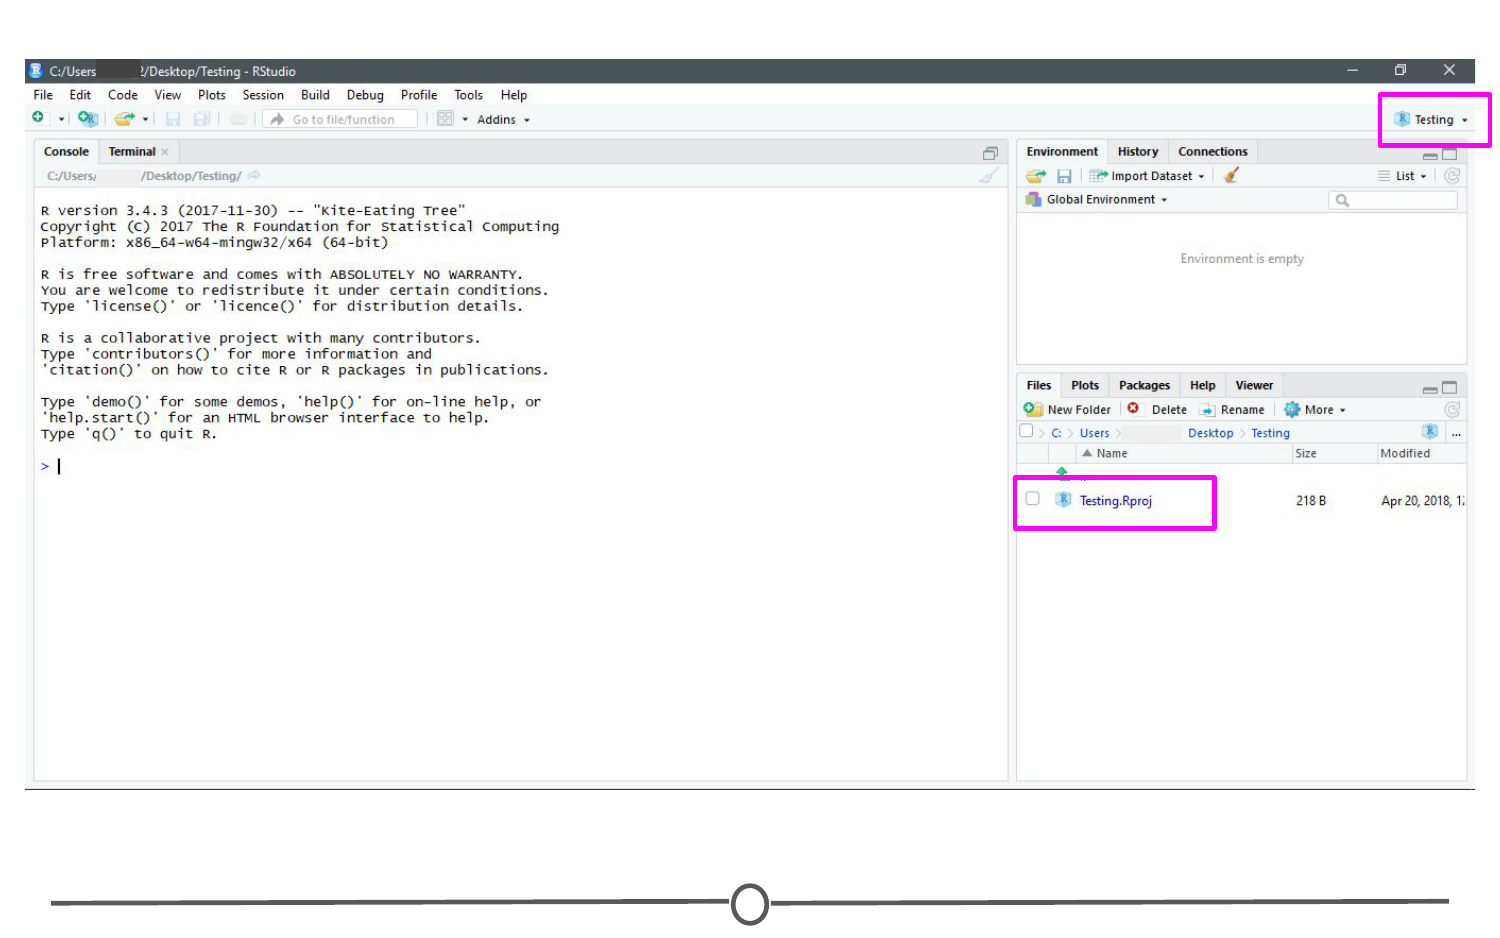 C:/Users 2/Desktop/Testing - RStudio
File Edit Code View Plots Session Build Debug Profile Tools Help
Go to file/function Addins
Testing
Console Terminal
C:/Users/ /Desktop/Testing/
R version 3.4.3 (2017-11-30) -- "Kite-Eating Tree"
Copyright (C) 2017 The R Foundation for Statistical Computing
Platform: x86_64-w64-mingw32/x64 (64-bit)
R is free software and comes with ABSOLUTELY NO WARRANTY.
You are welcome to redistribute it under certain conditions.
Type 'license()' or 'licence()' for distribution details.
R is a collaborative project with many contributors.
Type 'contributors()' for more information and
'citation()' on how to cite R or R packages in publications.
Type 'demo()' for some demos, 'help()' for on-line help, or
'help.start()' for an HTML browser interface to help.
Type 'q()' to quit R.
>
Environment History Connections
Import Dataset List
Global Environment
Environment is empty
Files Plots Packages Help Viewer
New Folder Delete Rename More
C: > Users > Desktop > Testing ...
Name Size Modified
..
Testing.Rproj 218 B Apr 20, 2018, 1